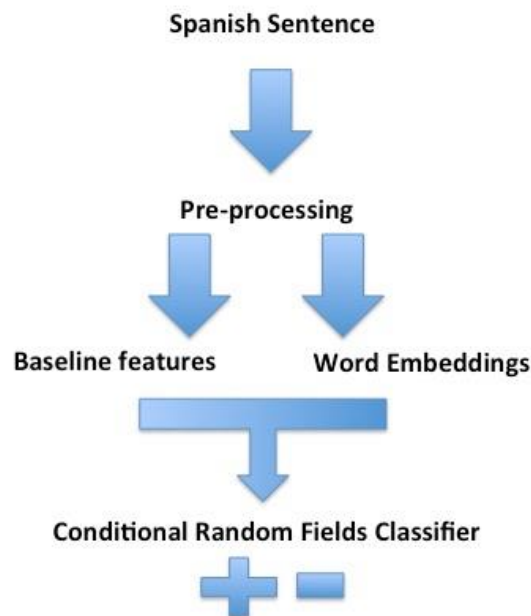 Spanish Sentence
Pre-processing
Baseline features
Word Embeddings
Conditional Random Fields Classifier